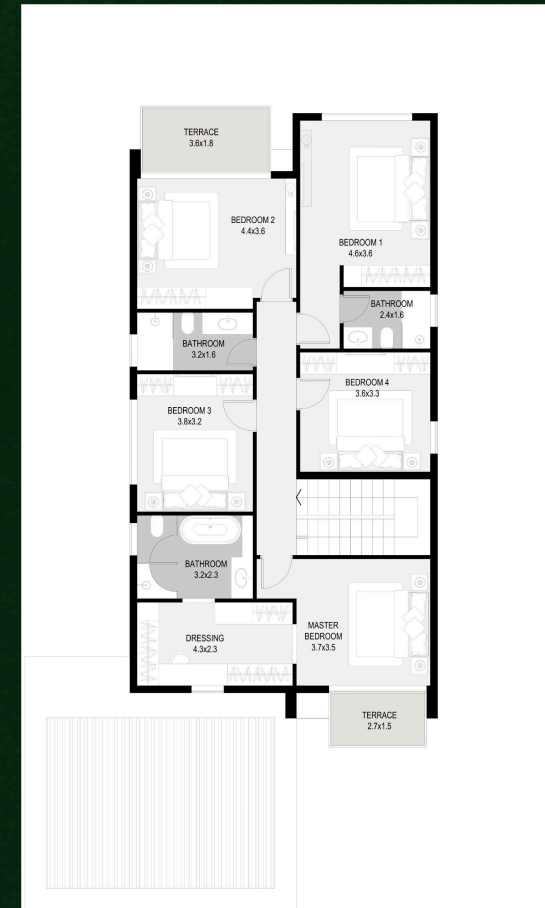 TERRACE
3.6x1.8
BEDROOM 2
4.4x3.6
BEDROOM 1
4.6x3.6
BATHROOM
2.4x1.6
BATHROOM
3.2x1.6
BEDROOM 4
3.6x3.3
BEDROOM 3
3.8x3.2
BATHROOM
3.2x2.3
MASTER
BEDROOM
3.7x3.5
DRESSING
4.3x2.3
TERRACE
2.7x1.5